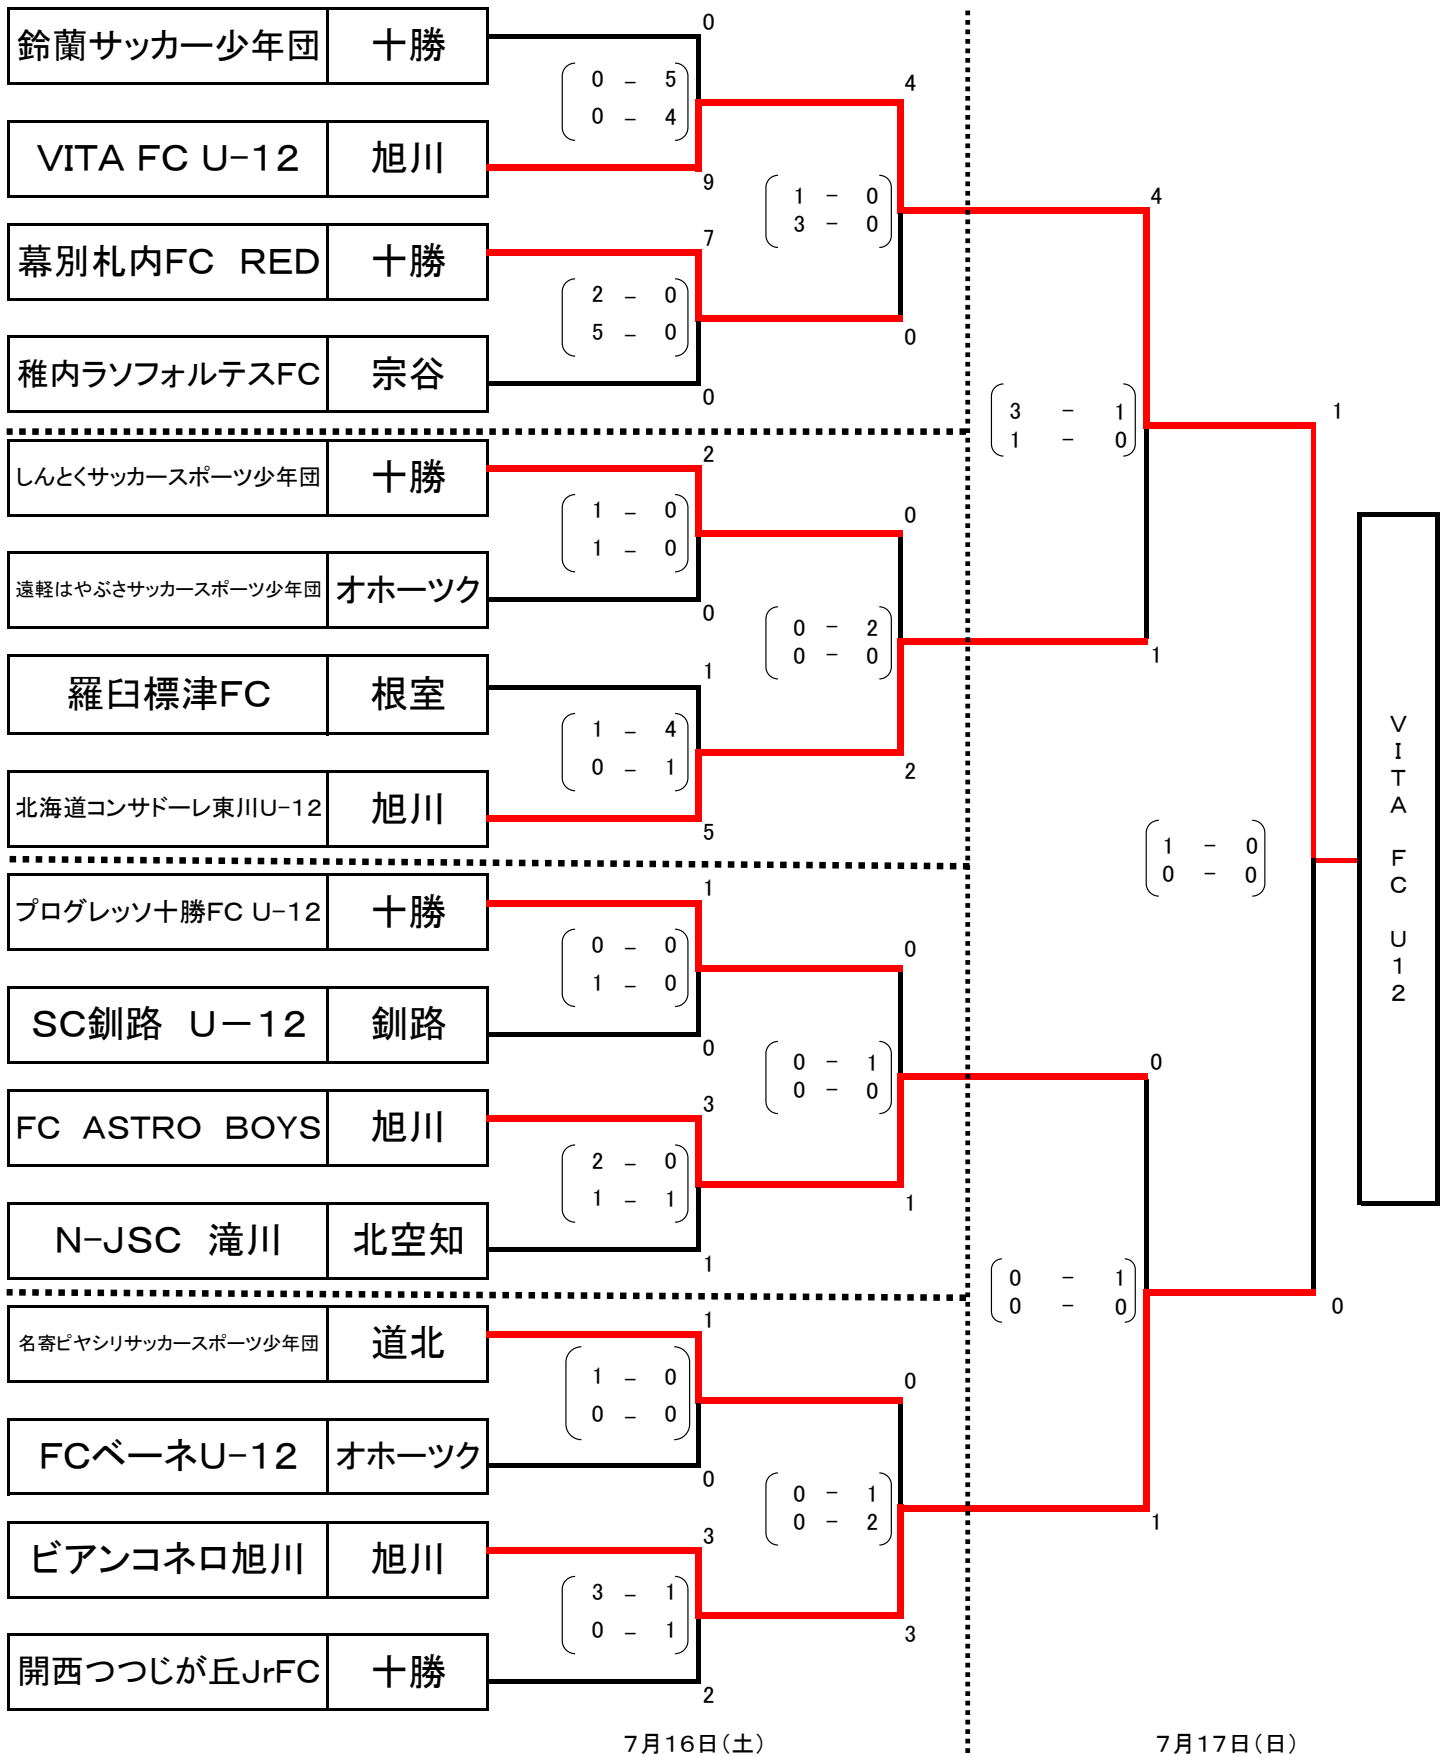 鈴蘭サッカー少年団 十勝
0
0 － 5
0 － 4
VITA FC U-12 旭川
9
4
幕別札内FC　RED 十勝
7
2 － 0
5 － 0
稚内ラソフォルテスFC 宗谷
0
1 － 0
3 － 0
0
4
しんとくサッカースポーツ少年団 十勝
2
1 － 0
1 － 0
遠軽はやぶさサッカースポーツ少年団 オホーツク
0
0
羅臼標津FC 根室
1
1 － 4
0 － 1
北海道コンサドーレ東川U-12 旭川
5
0 － 2
0 － 0
2
3 － 1
1 － 0
1
1
プログレッソ十勝FC U-12 十勝
1
0 － 0
1 － 0
SC釧路　U－12 釧路
0
0
FC　ASTRO　BOYS 旭川
3
2 － 0
1 － 1
N-JSC　滝川 北空知
1
0 － 1
0 － 0
1
0
名寄ピヤシリサッカースポーツ少年団 道北
1
1 － 0
0 － 0
FCベーネU-12 オホーツク
0
0
ビアンコネロ旭川 旭川
3
3 － 1
0 － 1
開西つつじが丘JrFC 十勝
2
0 － 1
0 － 2
3
0 － 1
0 － 0
1
0
1 － 0
0 － 0
VITA　FC　U12
7月16日（土）
7月17日（日）